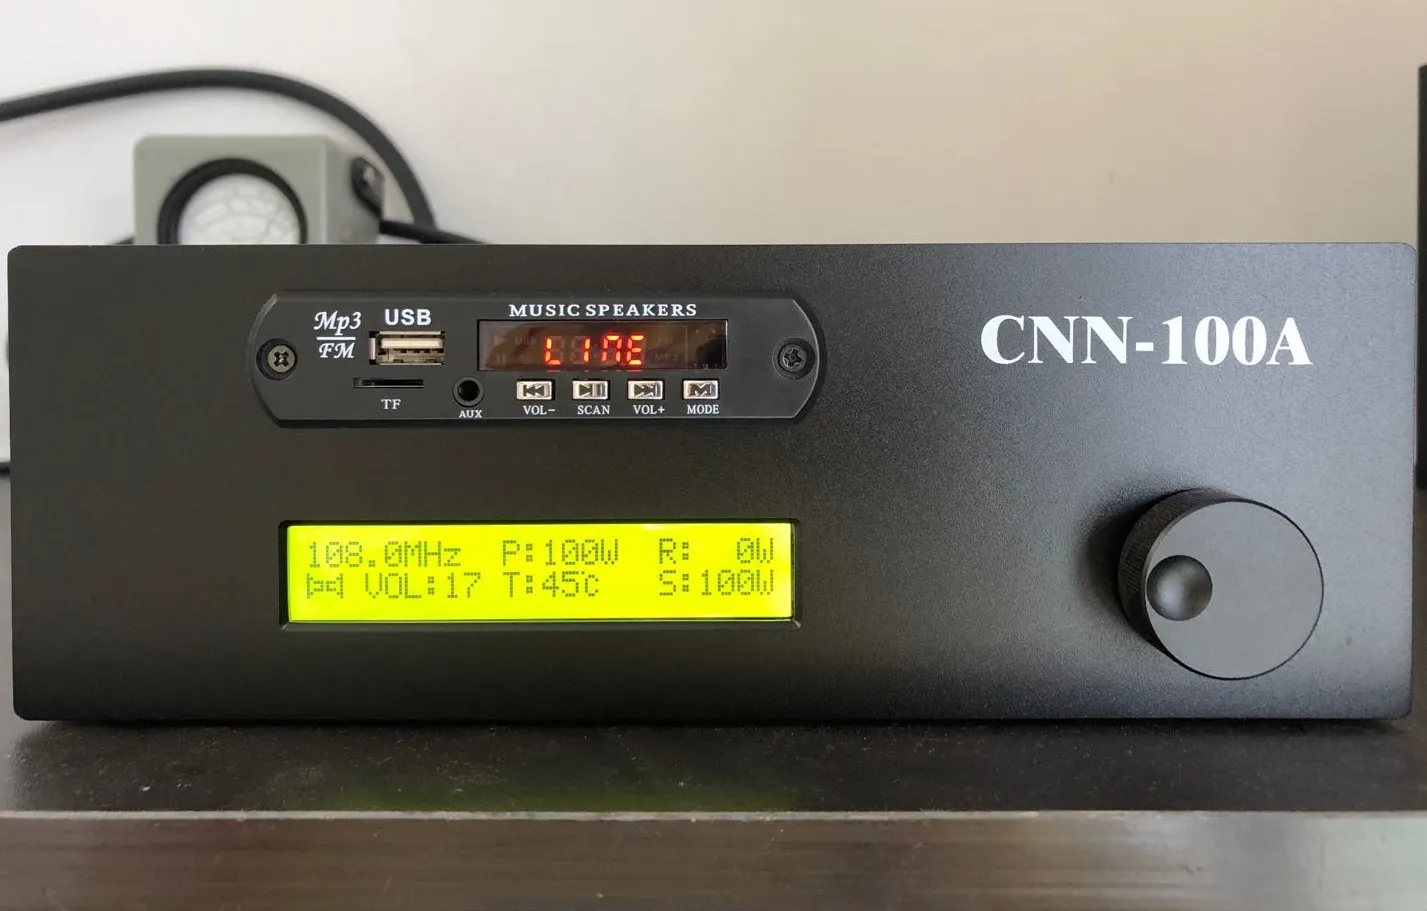 Mp3
FM
USB
MUSIC SPEAKERS
LINE
TF
AUX
VOL-
SCAN
VOL+
MODE
M
CNN-100A
108.0MHz P:100W R: 0W
VOL:17 T:45℃ S:100W